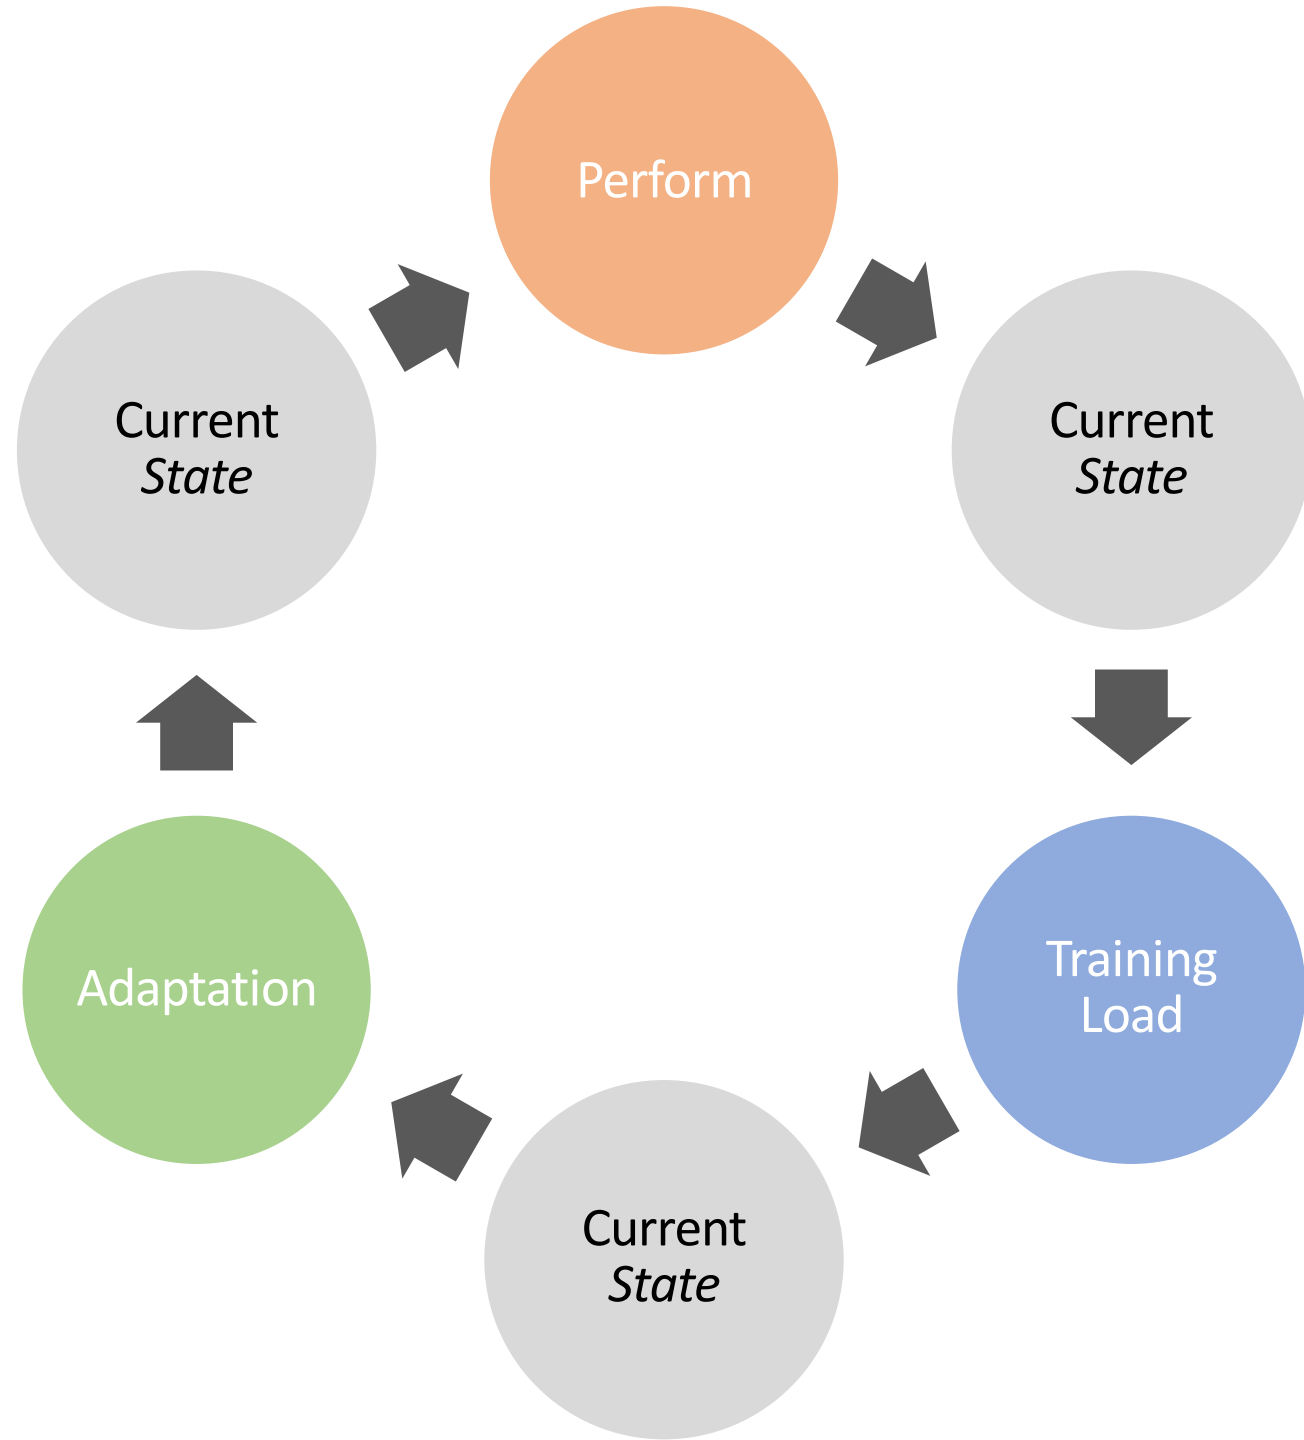 Perform
Current
State
Current
State
Adaptation
Training
Load
Current
State